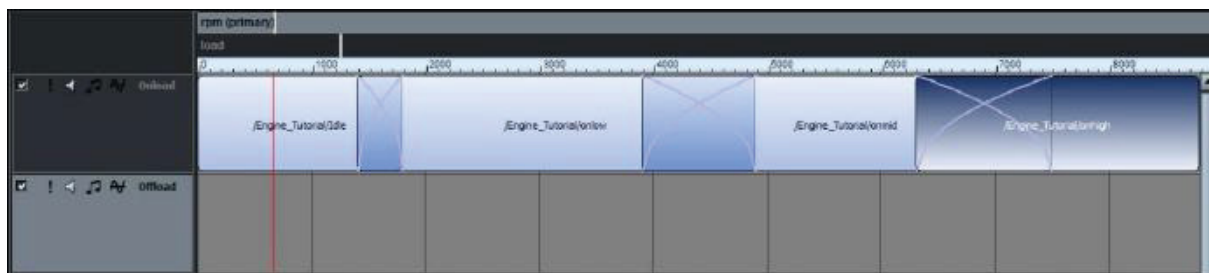 rpm (primary)
load
0 1000 2000 3000 4000 5000 6000 7000 8000
Onload
/Engine_Tutorial/Idle /Engine_Tutorial/onlow /Engine_Tutorial/onmid /Engine_Tutorial/onhigh
Offload